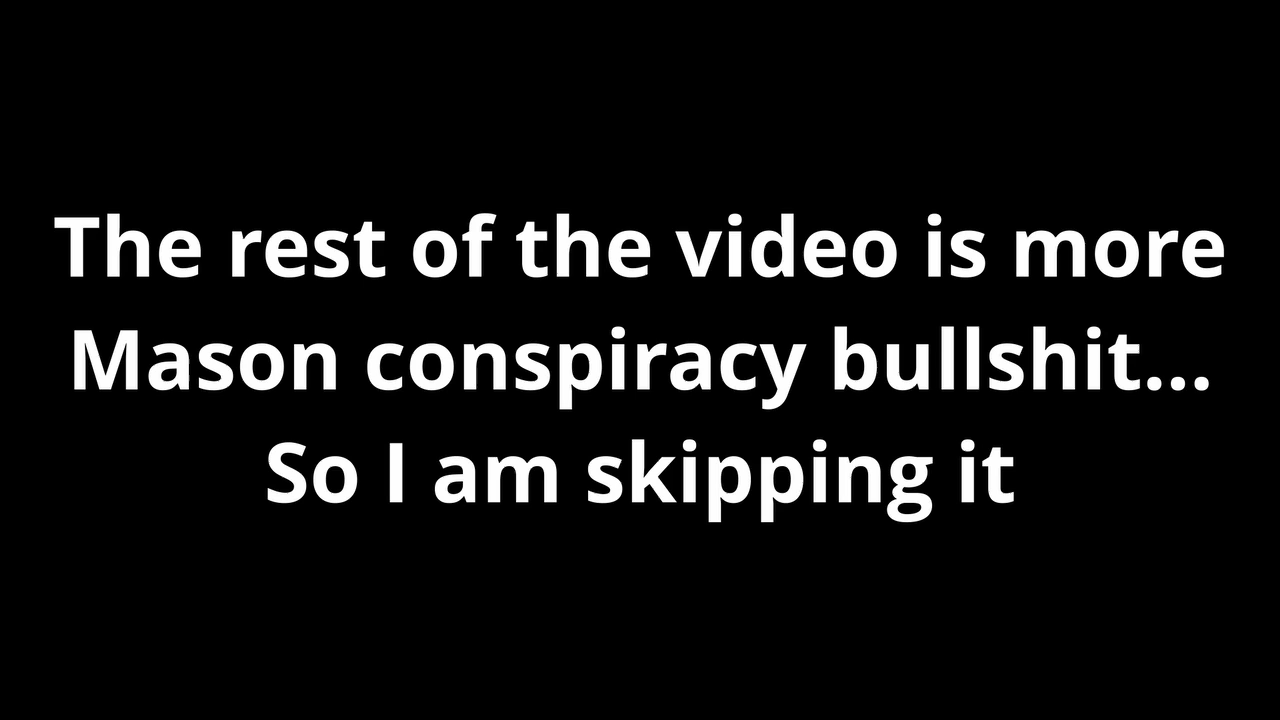 The rest of the video is more
Mason conspiracy bullshit...
So I am skipping it